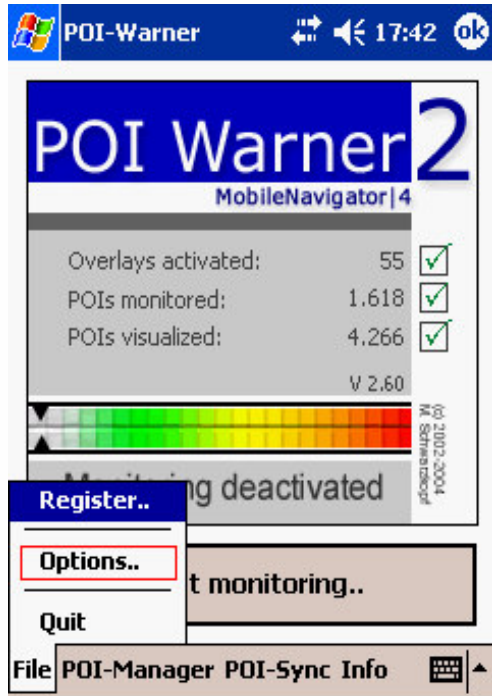 POI-Warner 17:42 ok
POI Warner 2
MobileNavigator|4
Overlays activated: 55
POIs monitored: 1.618
POIs visualized: 4.266
V 2.60
(c) 2002-2004
M. Schwarzkopf
deactivated
Register..
Options..
t monitoring..
Quit
File POI-Manager POI-Sync Info